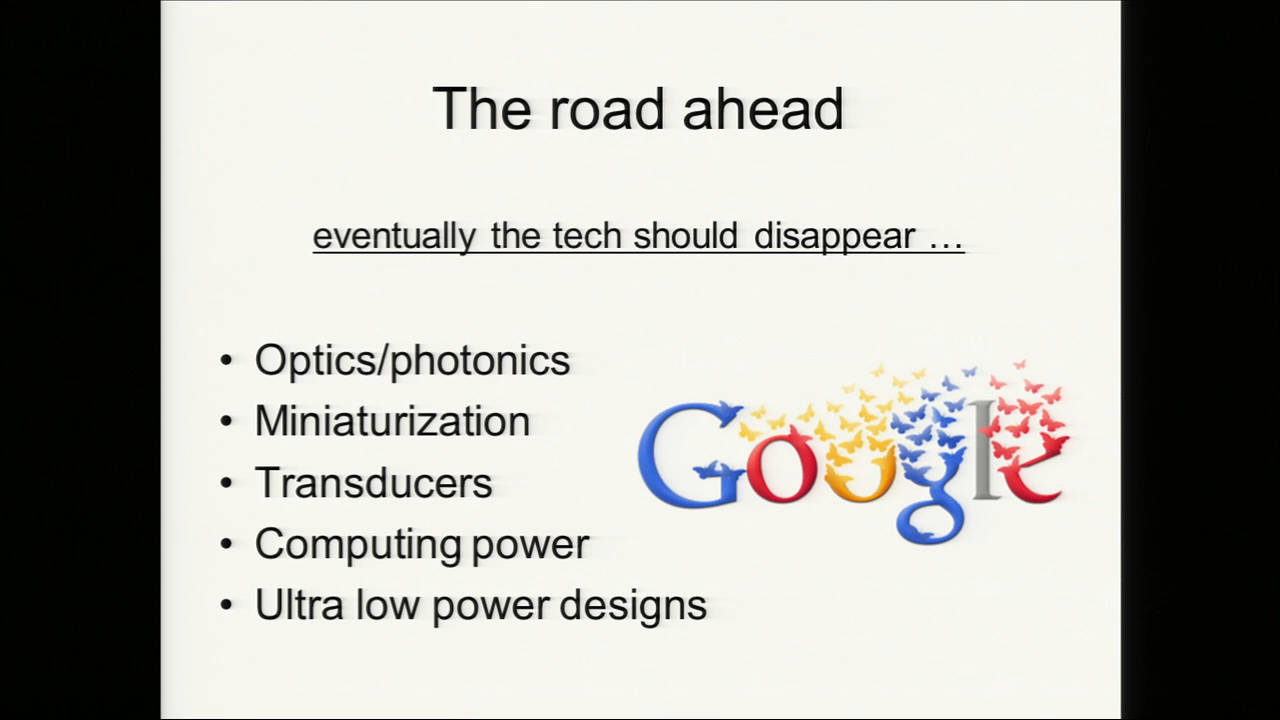 The road ahead
eventually the tech should disappear …
• Optics/photonics
• Miniaturization
• Transducers
• Computing power
• Ultra low power designs
Google